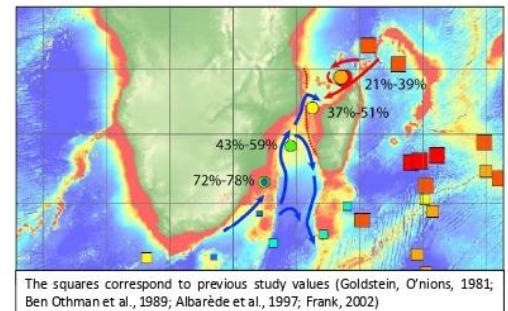 21%-39%
37%-51%
43%-59%
72%-78%
The squares correspond to previous study values (Goldstein, O'nions, 1981;
Ben Othman et al., 1989; Albarède et al., 1997; Frank, 2002)